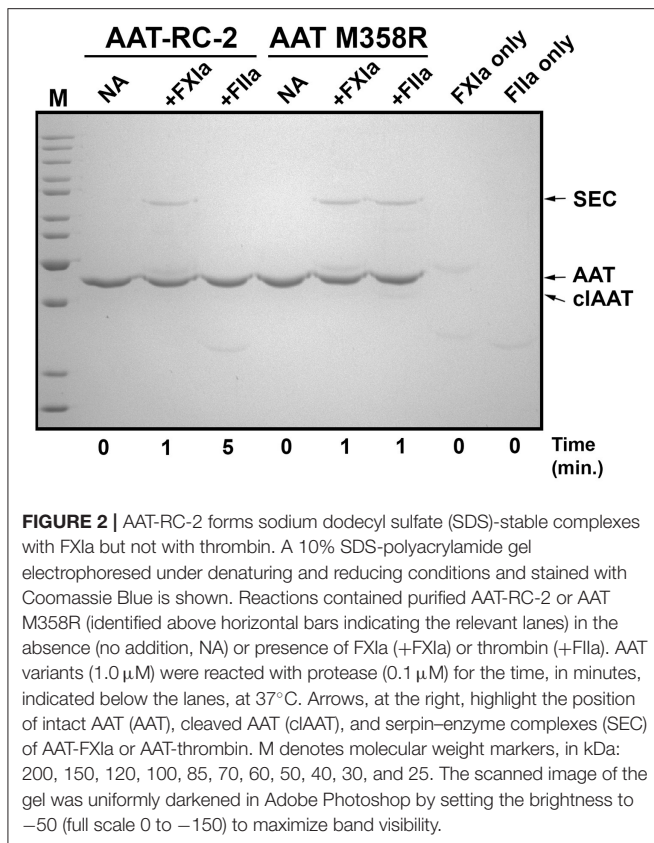 AAT-RC-2 AAT M358R
M NA +FXIa +FIIa NA +FXIa +FIIa FXIa only FIIa only
SEC
AAT
clAAT
0 1 5 0 1 1 0 0 Time
(min.)
FIGURE 2 | AAT-RC-2 forms sodium dodecyl sulfate (SDS)-stable complexes
with FXIa but not with thrombin. A 10% SDS-polyacrylamide gel
electrophoresed under denaturing and reducing conditions and stained with
Coomassie Blue is shown. Reactions contained purified AAT-RC-2 or AAT
M358R (identified above horizontal bars indicating the relevant lanes) in the
absence (no addition, NA) or presence of FXIa (+FXIa) or thrombin (+FIIa). AAT
variants (1.0 μM) were reacted with protease (0.1 μM) for the time, in minutes,
indicated below the lanes, at 37°C. Arrows, at the right, highlight the position
of intact AAT (AAT), cleaved AAT (clAAT), and serpin–enzyme complexes (SEC)
of AAT-FXIa or AAT-thrombin. M denotes molecular weight markers, in kDa:
200, 150, 120, 100, 85, 70, 60, 50, 40, 30, and 25. The scanned image of the
gel was uniformly darkened in Adobe Photoshop by setting the brightness to
−50 (full scale 0 to −150) to maximize band visibility.